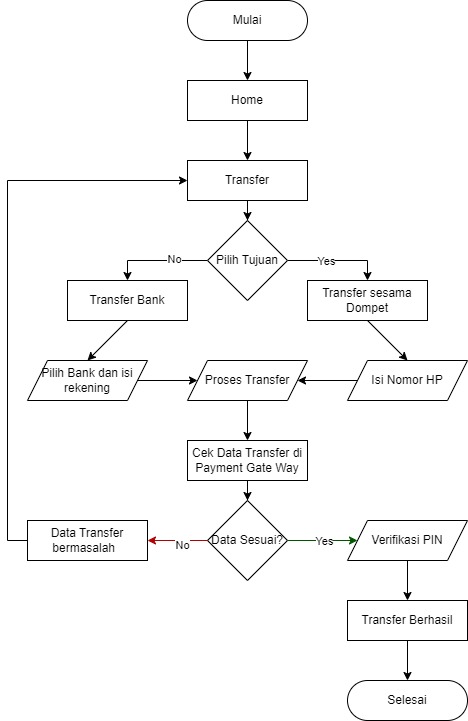 Mulai
Home
Transfer
Pilih Tujuan
No
Yes
Transfer Bank
Transfer sesama
Dompet
Pilih Bank dan isi
rekening
Proses Transfer
Isi Nomor HP
Cek Data Transfer di
Payment Gate Way
Data Sesuai?
No
Yes
Data Transfer
bermasalah
Verifikasi PIN
Transfer Berhasil
Selesai